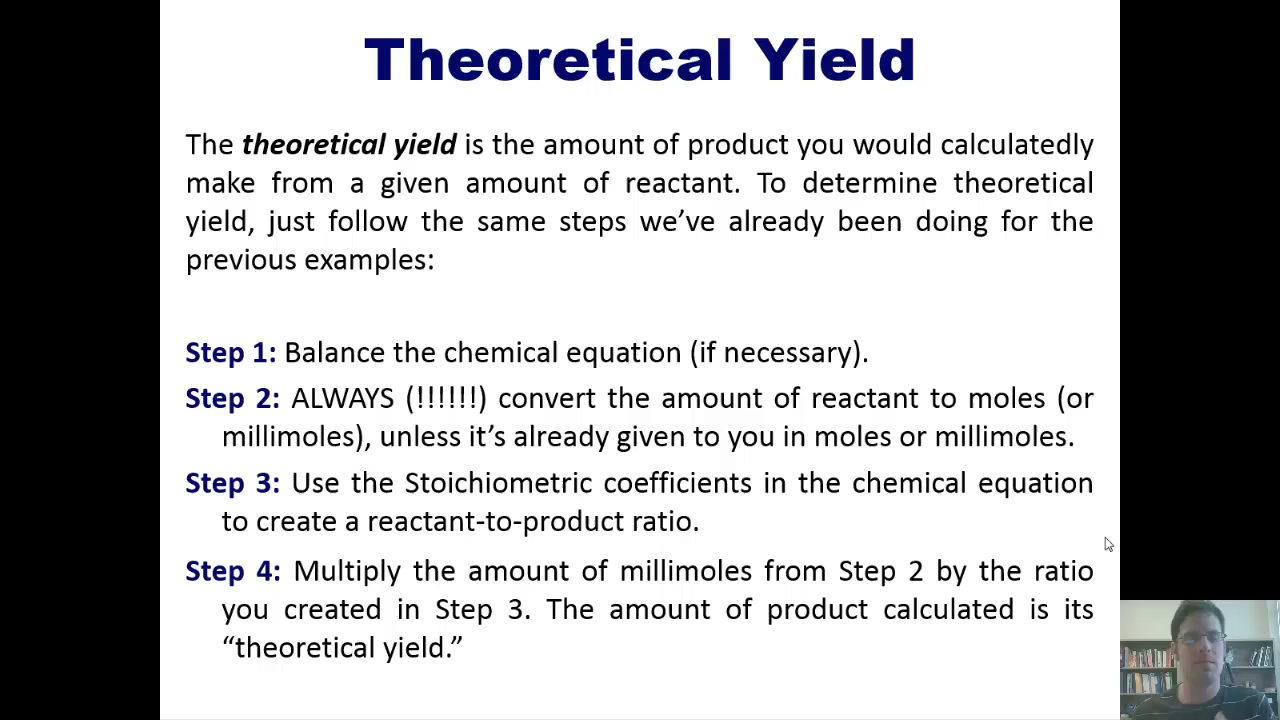 Theoretical Yield
The theoretical yield is the amount of product you would calculatedly
make from a given amount of reactant. To determine theoretical
yield, just follow the same steps we’ve already been doing for the
previous examples:
Step 1: Balance the chemical equation (if necessary).
Step 2: ALWAYS (!!!!!!) convert the amount of reactant to moles (or
millimoles), unless it’s already given to you in moles or millimoles.
Step 3: Use the Stoichiometric coefficients in the chemical equation
to create a reactant-to-product ratio.
Step 4: Multiply the amount of millimoles from Step 2 by the ratio
you created in Step 3. The amount of product calculated is its
“theoretical yield.”